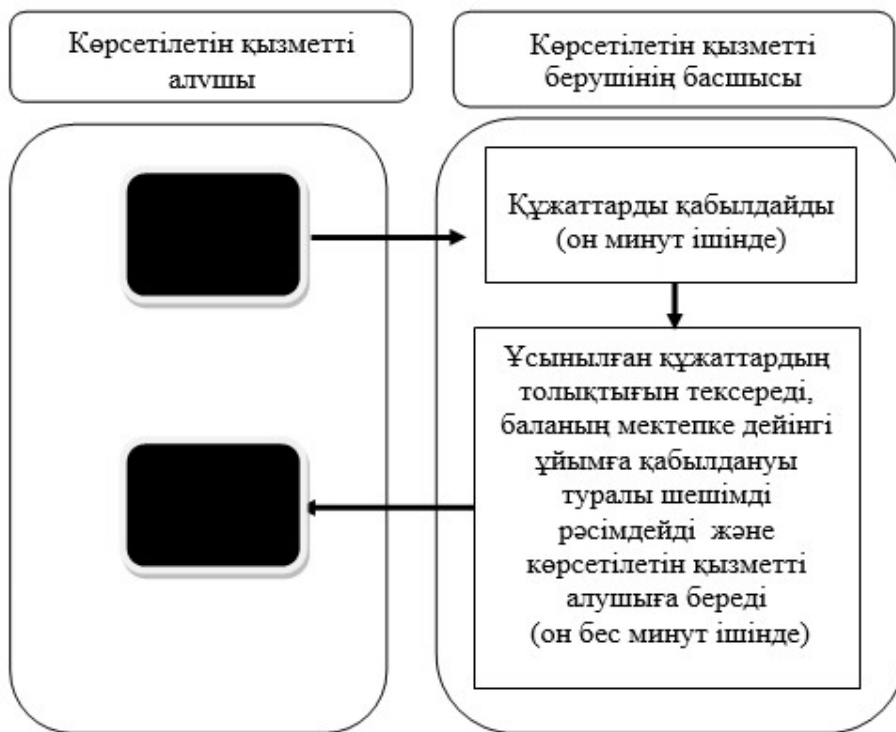 Көрсетілетін қызметті
алушы
Көрсетілетін қызметті
берушінің басшысы
Құжаттарды қабылдайды
(он минут ішінде)
Ұсынылған құжаттардың
толықтығын тексереді,
баланың мектепке дейінгі
ұйымға қабылдануы
туралы шешімді
рәсімдейді және
көрсетілетін қызметті
алушыға береді
(он бес минут ішінде)